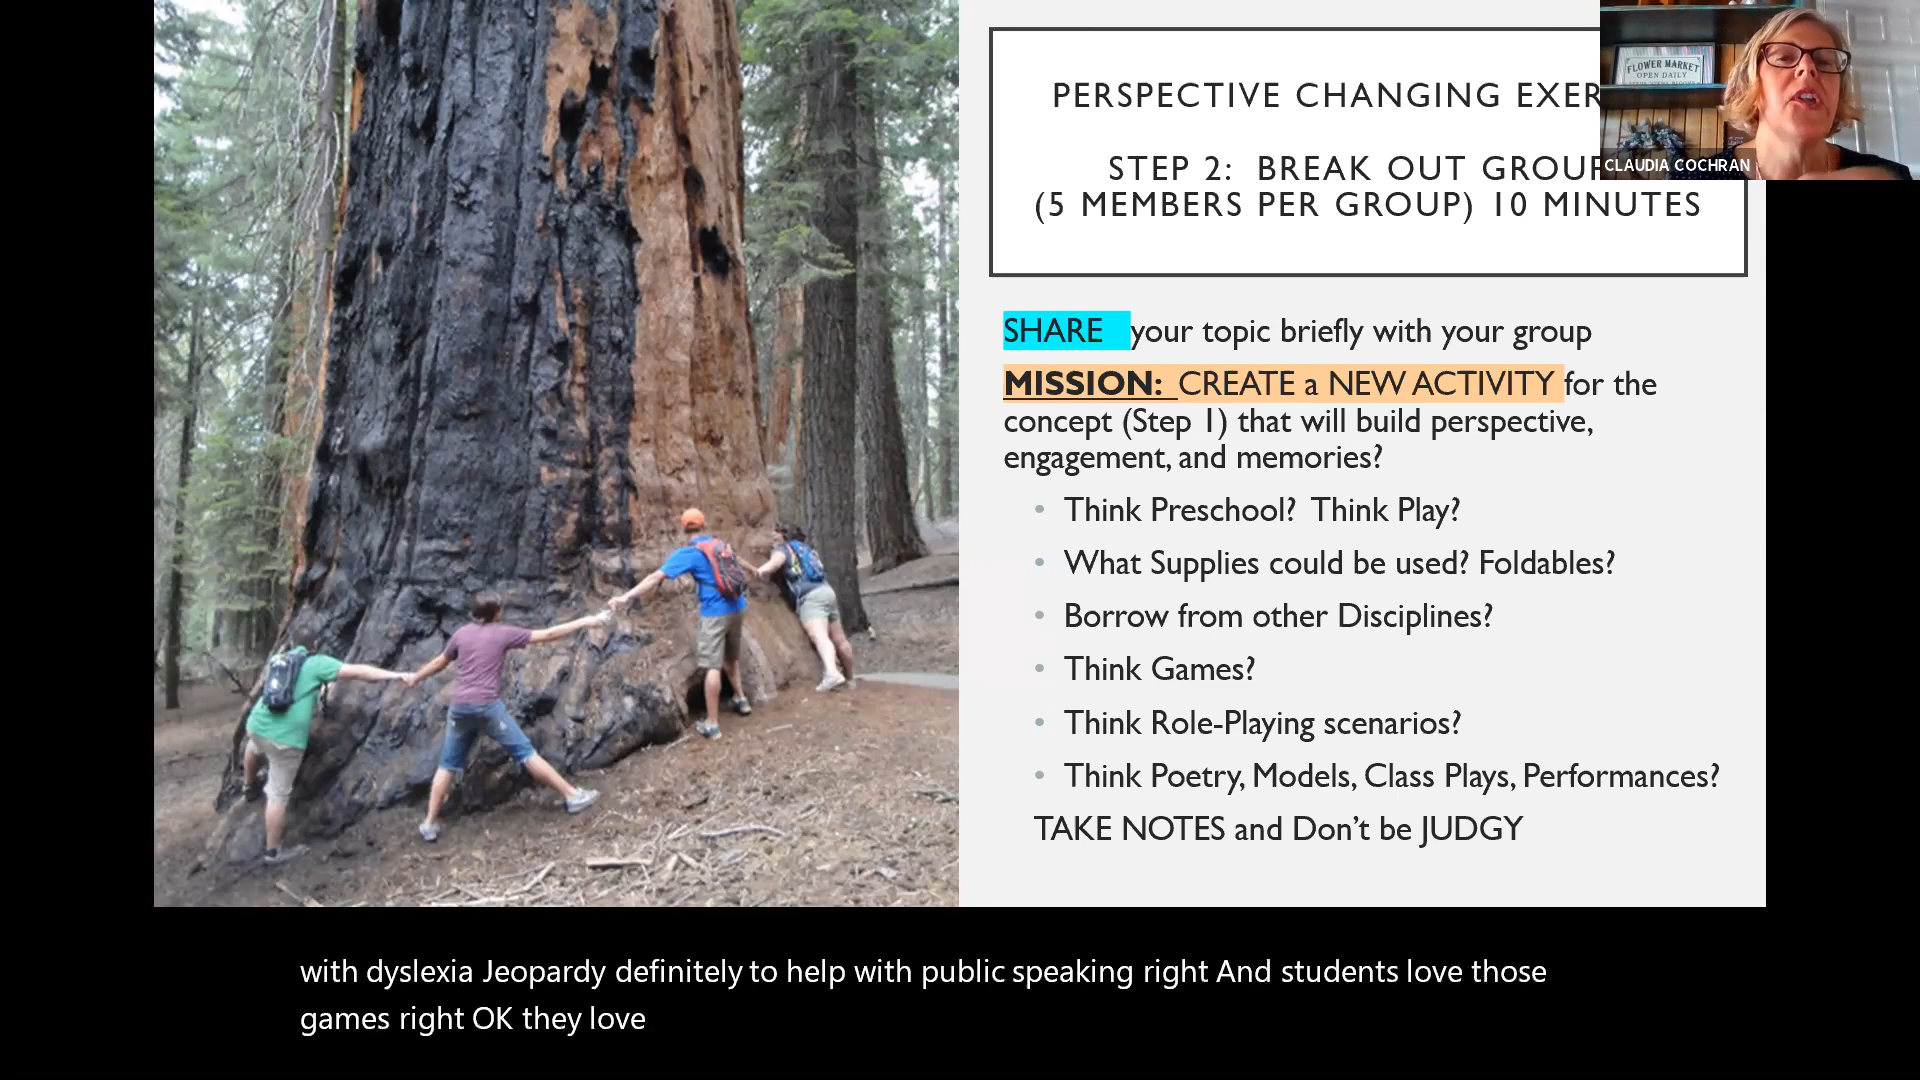 PERSPECTIVE CHANGING EXER
STEP 2: BREAK OUT GROUP
(5 MEMBERS PER GROUP) 10 MINUTES
FLOWER MARKET
OPEN DAILY
CLAUDIA COCHRAN
SHARE your topic briefly with your group
MISSION: CREATE a NEW ACTIVITY for the
concept (Step 1) that will build perspective,
engagement, and memories?
• Think Preschool? Think Play?
• What Supplies could be used? Foldables?
• Borrow from other Disciplines?
• Think Games?
• Think Role-Playing scenarios?
• Think Poetry, Models, Class Plays, Performances?
TAKE NOTES and Don't be JUDGY
with dyslexia Jeopardy definitely to help with public speaking right And students love those
games right OK they love